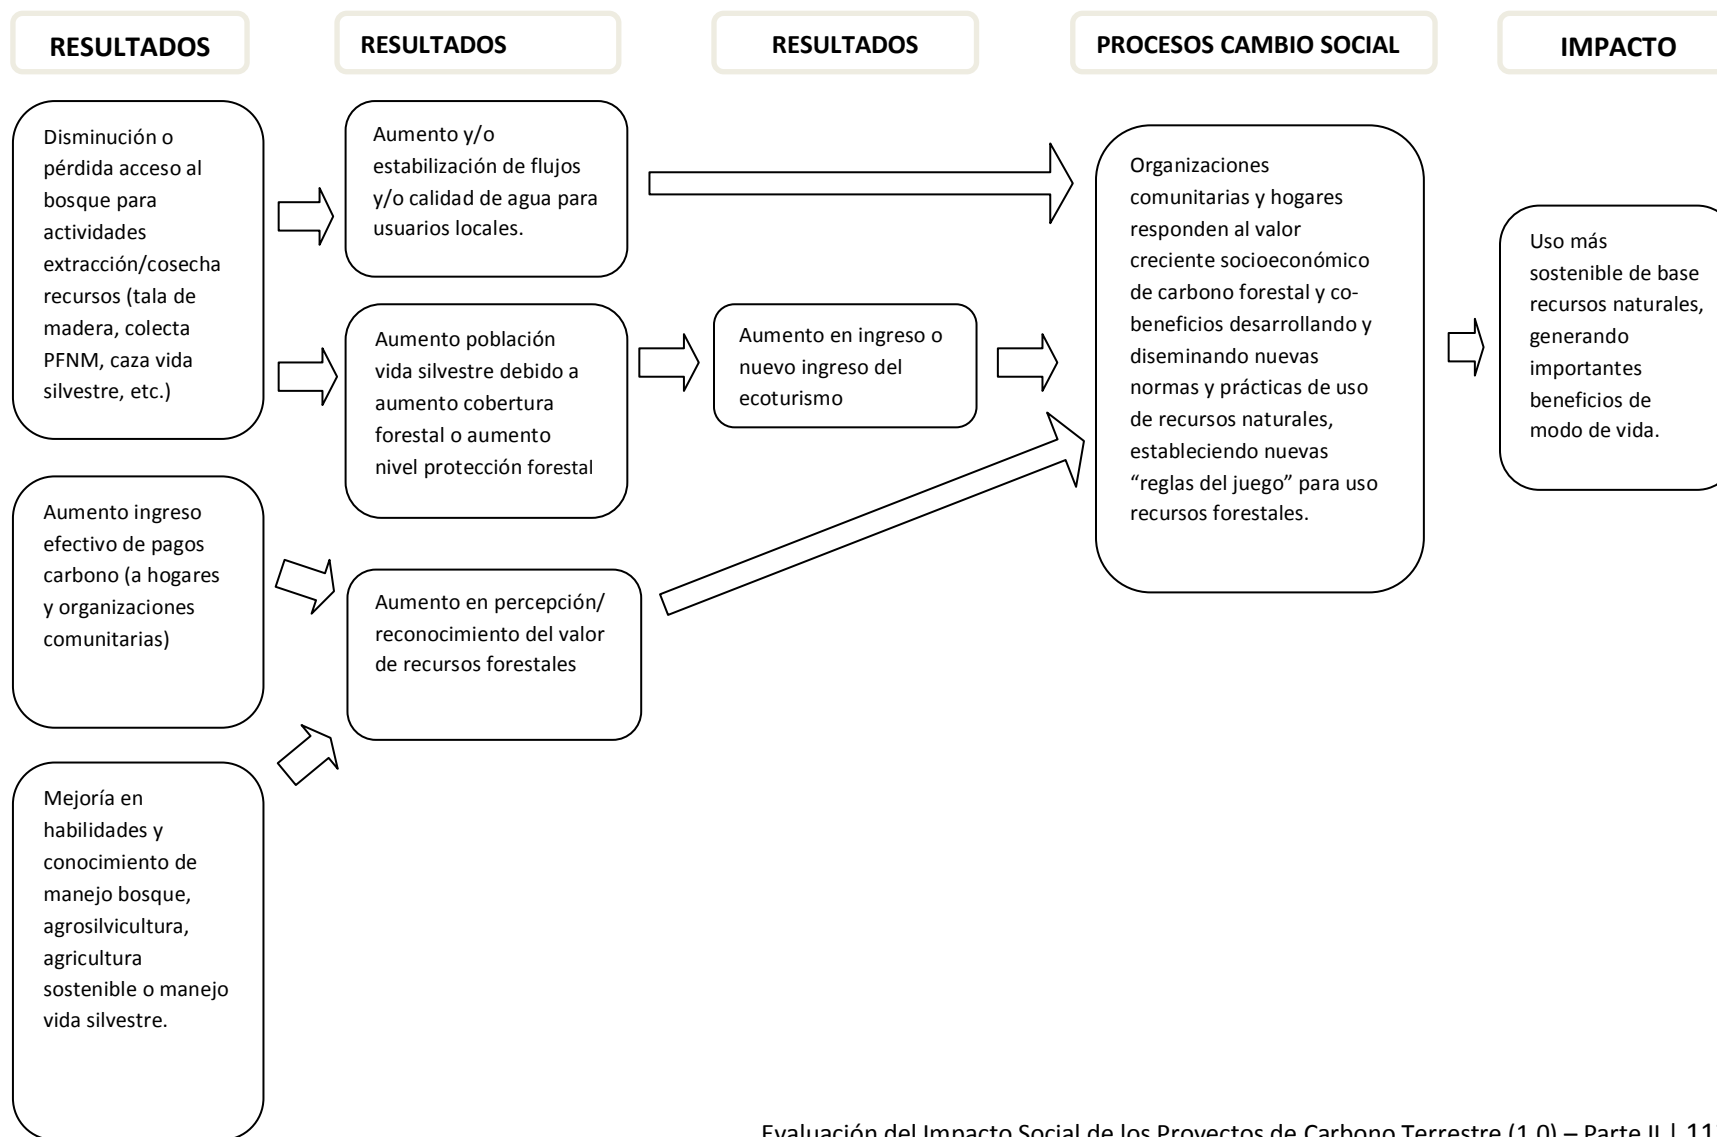 RESULTADOS
RESULTADOS
RESULTADOS
PROCESOS CAMBIO SOCIAL
IMPACTO
Disminución o
pérdida acceso al
bosque para
actividades
extracción/cosecha
recursos (tala de
madera, colecta
PFNM, caza vida
silvestre, etc.)
Aumento ingreso
efectivo de pagos
carbono (a hogares
y organizaciones
comunitarias)
Mejoría en
habilidades y
conocimiento de
manejo bosque,
agrosilvicultura,
agricultura
sostenible o manejo
vida silvestre.
Aumento y/o
estabilización de flujos
y/o calidad de agua para
usuarios locales.
Aumento población
vida silvestre debido a
aumento cobertura
forestal o aumento
nivel protección forestal
Aumento en percepción/
reconocimiento del valor
de recursos forestales
Aumento en ingreso o
nuevo ingreso del
ecoturismo
Organizaciones
comunitarias y hogares
responden al valor
creciente socioeconómico
de carbono forestal y co-
beneficios desarrollando y
diseminando nuevas
normas y prácticas de uso
de recursos naturales,
estableciendo nuevas
“reglas del juego” para uso
recursos forestales.
Uso más
sostenible de base
recursos naturales,
generando
importantes
beneficios de
modo de vida.
Evaluación del Impacto Social de los Proyectos de Carbono Terrestre (1.0) – Parte II | 11